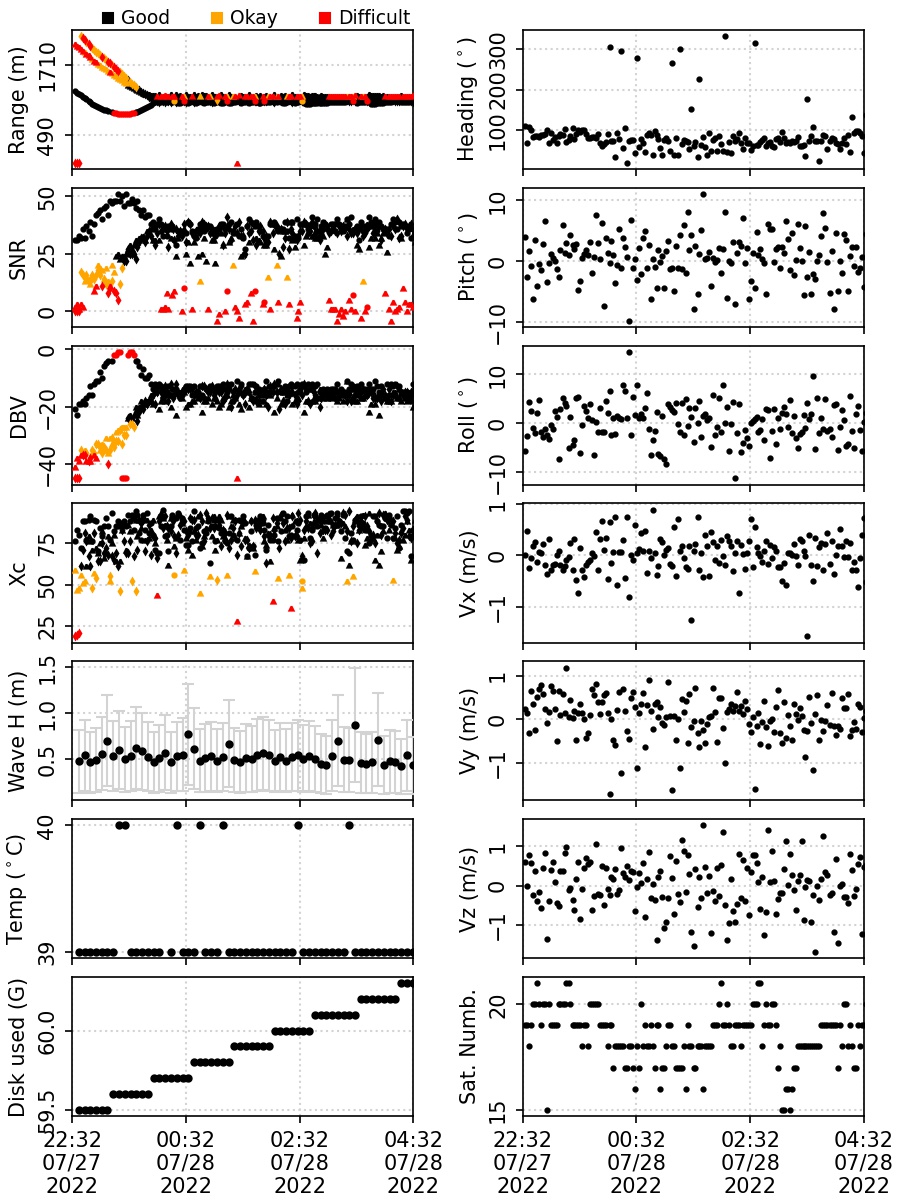 Good Okay Difficult
Range (m)
1710
490
Heading (°)
300
200
100
SNR
50
25
0
Pitch (°)
10
0
−10
DBV
0
−20
−40
Roll (°)
10
0
−10
Xc
75
50
25
Vx (m/s)
1
0
−1
Wave H (m)
1.5
1.0
0.5
Vy (m/s)
1
0
−1
Temp (°C)
40
39
Vz (m/s)
1
0
−1
Disk used (G)
60.0
59.5
Sat. Numb.
20
15
22:32 00:32 02:32 04:32
07/27 07/28 07/28 07/28
2022 2022 2022 2022
22:32 00:32 02:32 04:32
07/27 07/28 07/28 07/28
2022 2022 2022 2022